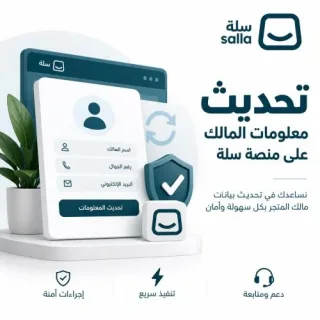 سلة
salla
تحديث
معلومات المالك
على منصة سلة
نساعدك في تحديث بيانات
مالك المتجر بكل سهولة وأمان
سلة
اسم المالك
رقم الجوال
البريد الإلكتروني
تحديث المعلومات
دعم ومتابعة
تنفيذ سريع
إجراءات آمنة